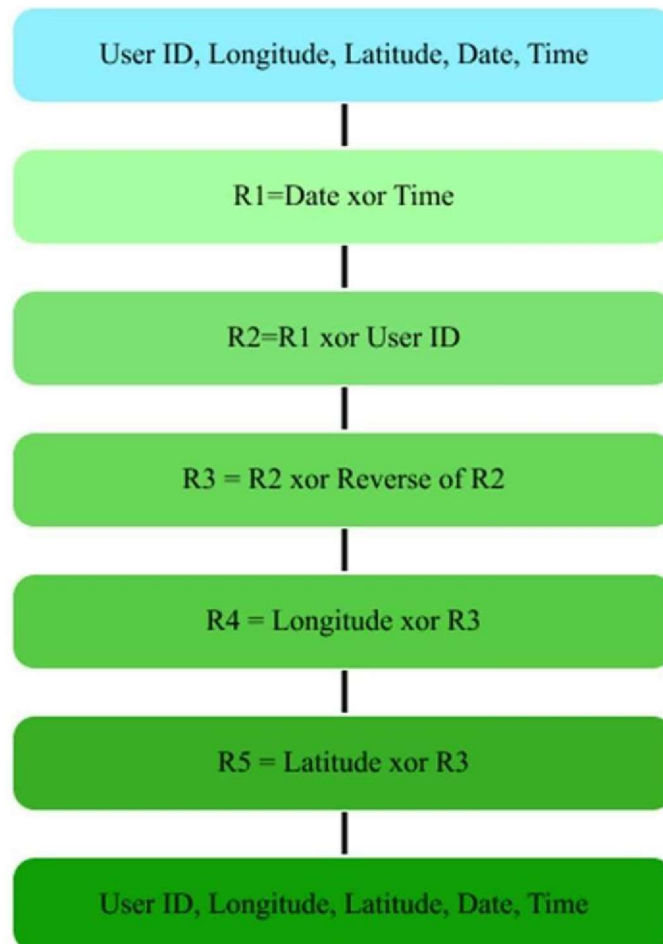 User ID, Longitude, Latitude, Date, Time
R1=Date xor Time
R2=R1 xor User ID
R3 = R2 xor Reverse of R2
R4 = Longitude xor R3
R5 = Latitude xor R3
User ID, Longitude, Latitude, Date, Time